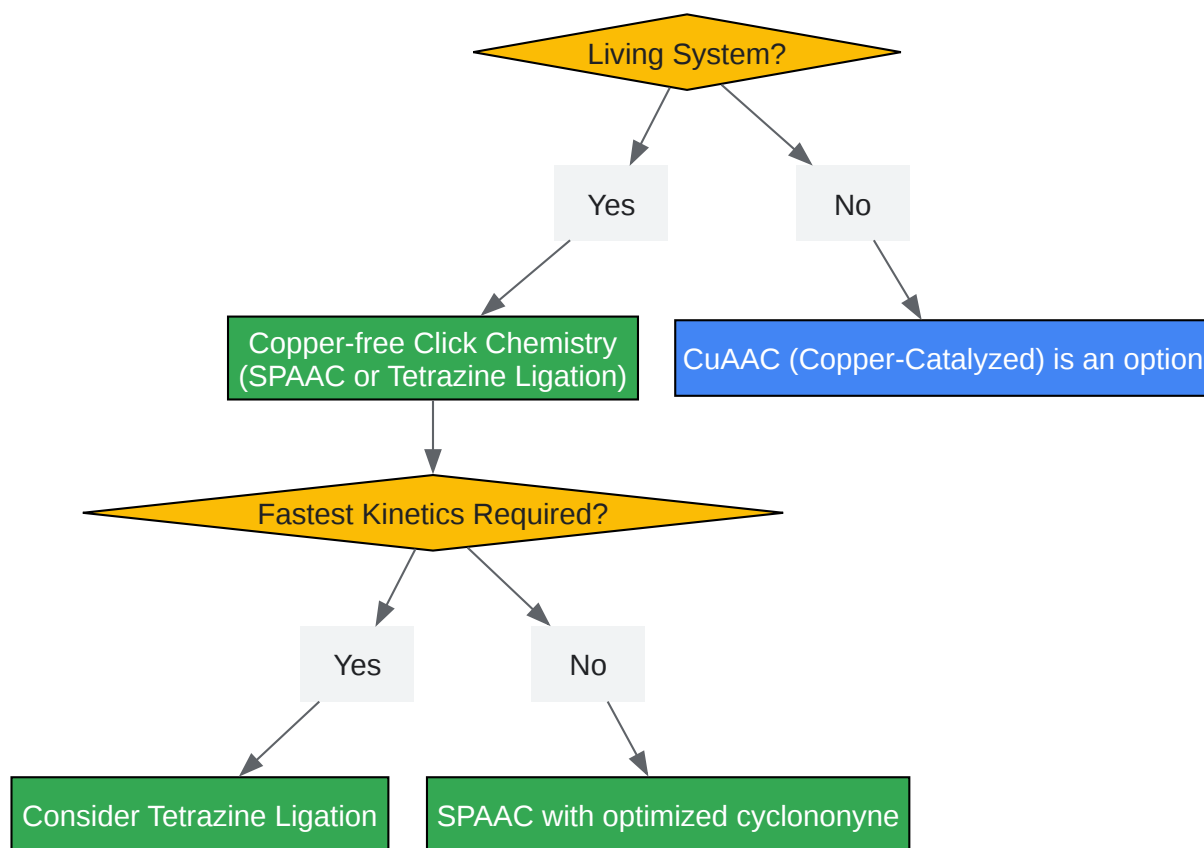 Living System?
Yes
No
Copper-free Click Chemistry
(SPAAC or Tetrazine Ligation)
CuAAC (Copper-Catalyzed) is an option
Fastest Kinetics Required?
Yes
No
Consider Tetrazine Ligation
SPAAC with optimized cyclononyne